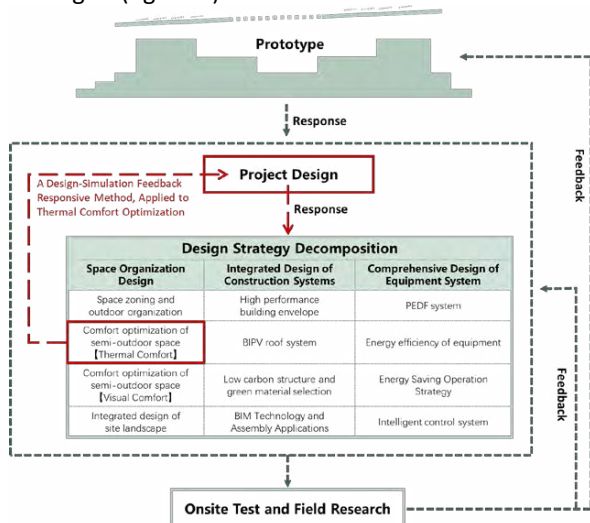 Prototype
Response
Feedback
Project Design
A Design-Simulation Feedback
Responsive Method, Applied to
Thermal Comfort Optimization
Response
Design Strategy Decomposition
Space Organization
Design
Integrated Design of
Construction Systems
Comprehensive Design of
Equipment System
Space zoning and
outdoor organization
High performance
building envelope
PEDF system
Comfort optimization of
semi-outdoor space
【Thermal Comfort】
BIPV roof system
Energy efficiency of equipment
Comfort optimization of
semi-outdoor space
【Visual Comfort】
Low carbon structure and
green material selection
Energy Saving Operation
Strategy
Integrated design of
site landscape
BIM Technology and
Assembly Applications
Intelligent control system
Feedback
Onsite Test and Field Research